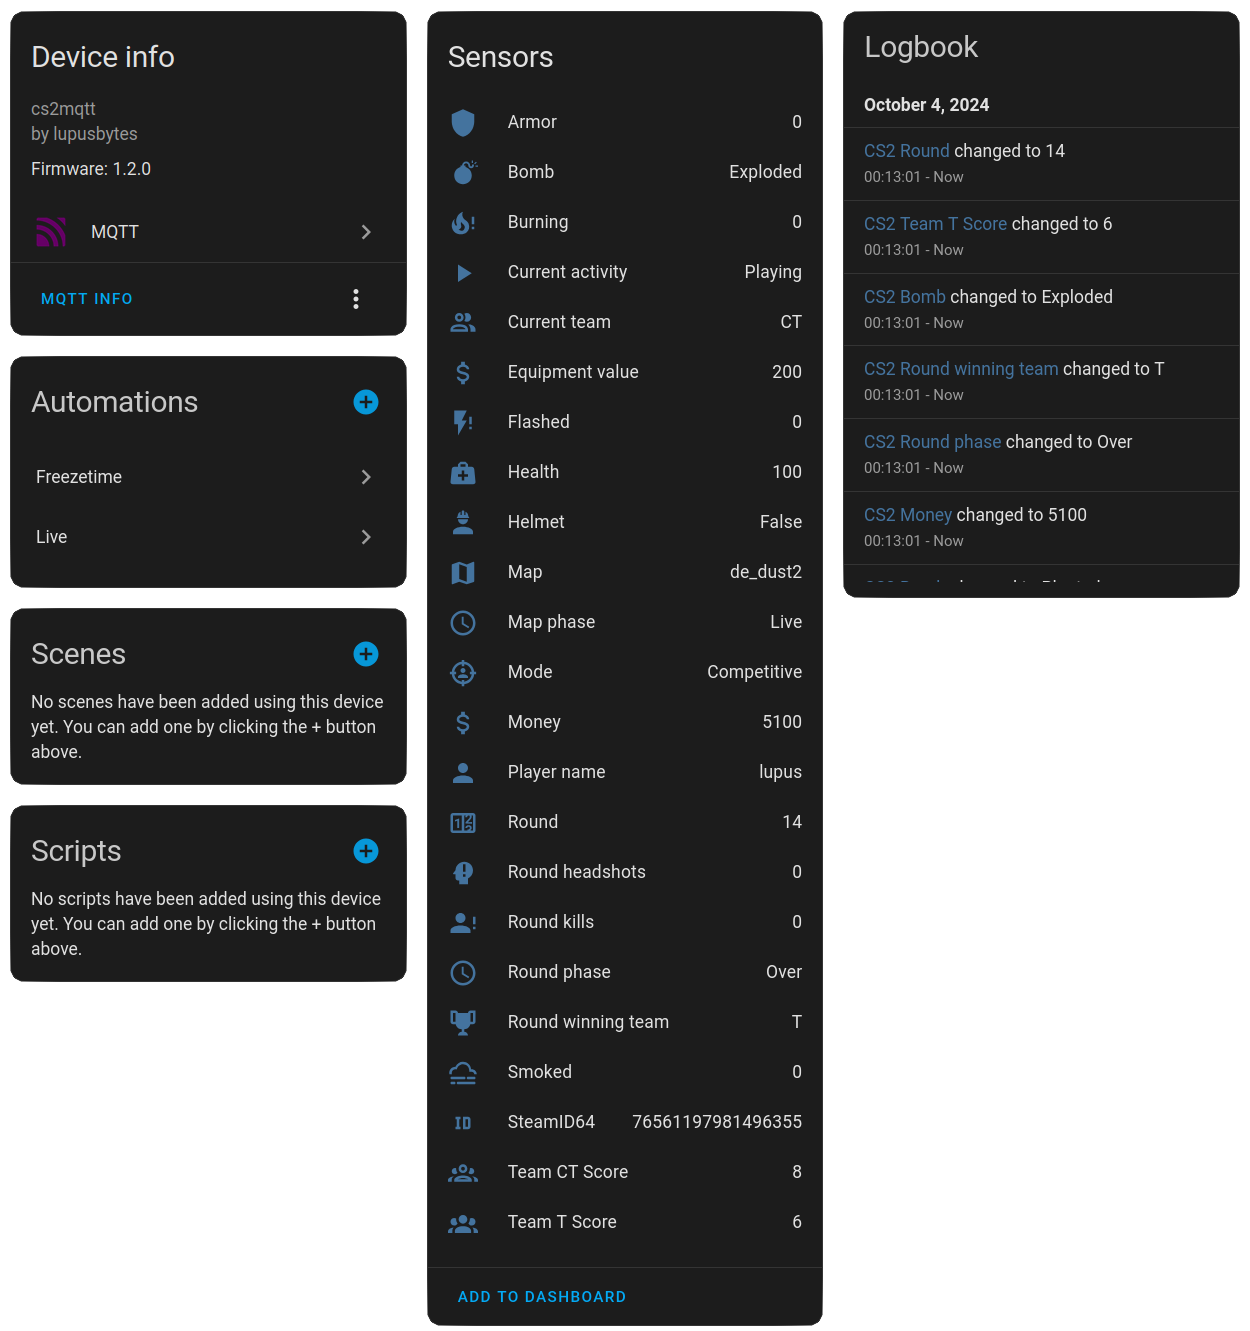 Device info
cs2mqtt
by lupusbytes
Firmware: 1.2.0
MQTT
MQTT INFO
Automations
Freezetime
Live
Scenes
No scenes have been added using this device
yet. You can add one by clicking the + button
above.
Scripts
No scripts have been added using this device
yet. You can add one by clicking the + button
above.
Sensors
Armor 0
Bomb Exploded
Burning 0
Current activity Playing
Current team CT
Equipment value 200
Flashed 0
Health 100
Helmet False
Map de_dust2
Map phase Live
Mode Competitive
Money 5100
Player name lupus
Round 14
Round headshots 0
Round kills 0
Round phase Over
Round winning team T
Smoked 0
ID SteamID64 76561197981496355
Team CT Score 8
Team T Score 6
ADD TO DASHBOARD
Logbook
October 4, 2024
CS2 Round changed to 14
00:13:01 - Now
CS2 Team T Score changed to 6
00:13:01 - Now
CS2 Bomb changed to Exploded
00:13:01 - Now
CS2 Round winning team changed to T
00:13:01 - Now
CS2 Round phase changed to Over
00:13:01 - Now
CS2 Money changed to 5100
00:13:01 - Now